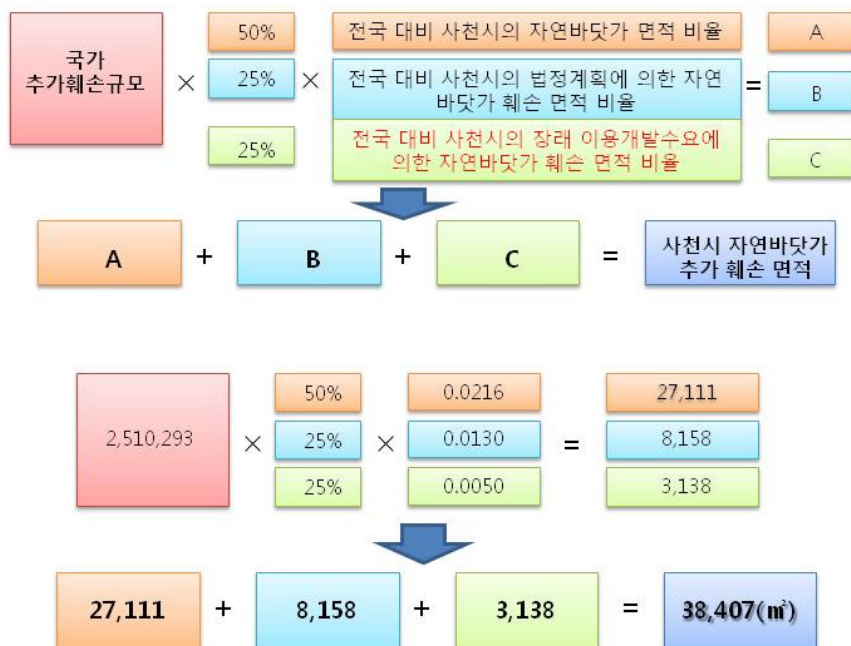 국가
추가훼손규모
×
50%
25%
25%
×
전국 대비 사천시의 자연바닷가 면적 비율
전국 대비 사천시의 법정계획에 의한 자연
바닷가 훼손 면적 비율
전국 대비 사천시의 장래 이용개발수요에
의한 자연바닷가 훼손 면적 비율
=
A
B
C
A + B + C = 사천시 자연바닷가
추가 훼손 면적
2,510,293
×
50%
25%
25%
×
0.0216
0.0130
0.0050
=
27,111
8,158
3,138
27,111 + 8,158 + 3,138 = 38,407(㎡)